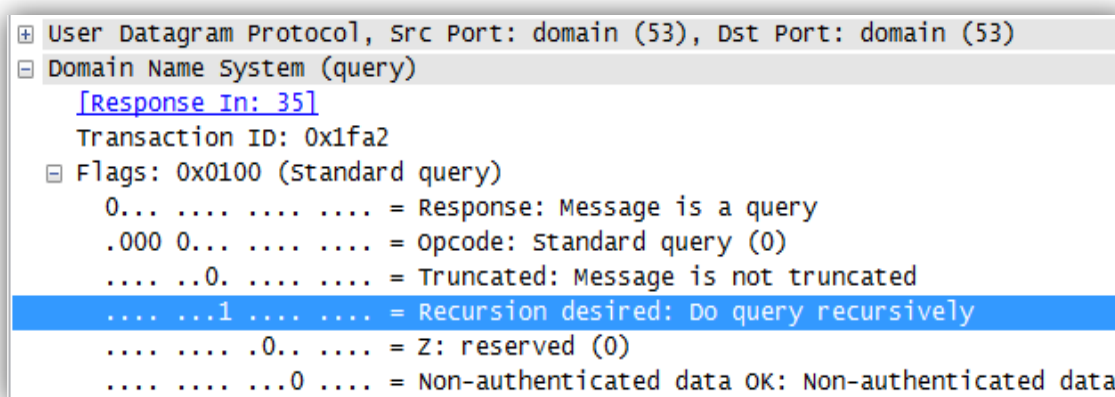 User Datagram Protocol, Src Port: domain (53), Dst Port: domain (53)
Domain Name System (query)
[Response In: 35]
Transaction ID: 0x1fa2
Flags: 0x0100 (Standard query)
0... .... .... .... = Response: Message is a query
.000 0... .... .... = Opcode: Standard query (0)
.... ..0. .... .... = Truncated: Message is not truncated
.... ...1 .... .... = Recursion desired: Do query recursively
.... .... .0.. .... = Z: reserved (0)
.... .... ...0 .... = Non-authenticated data OK: Non-authenticated data